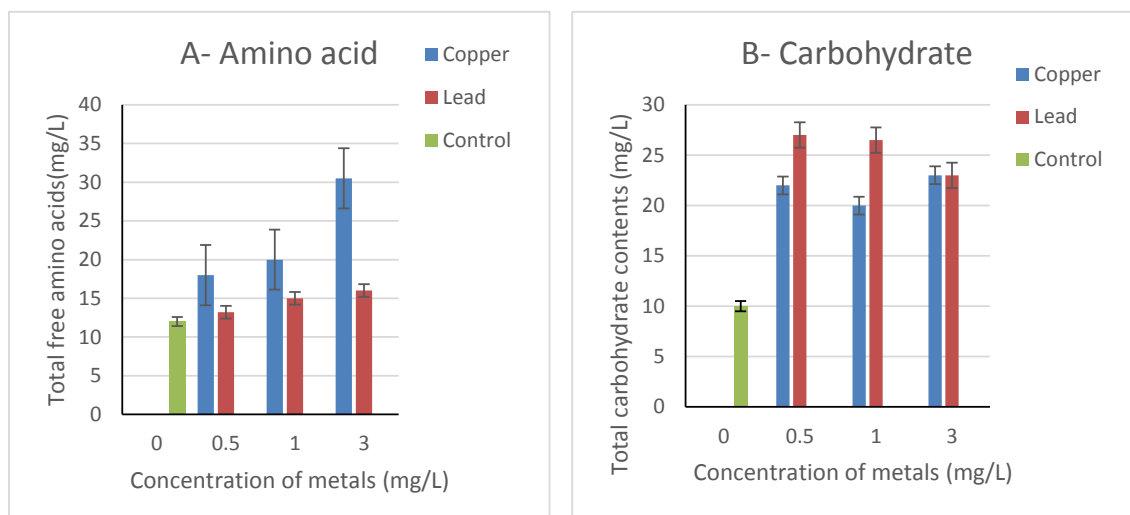 A- Amino acid
Copper
Lead
Control
40
35
30
25
20
15
10
5
0
Total free amino acids(mg/L)
0 0.5 1 3
Concentration of metals (mg/L)
B- Carbohydrate
Copper
Lead
Control
30
25
20
15
10
5
0
Total carbohydrate contents (mg/L)
0 0.5 1 3
Concentration of metals (mg/L)